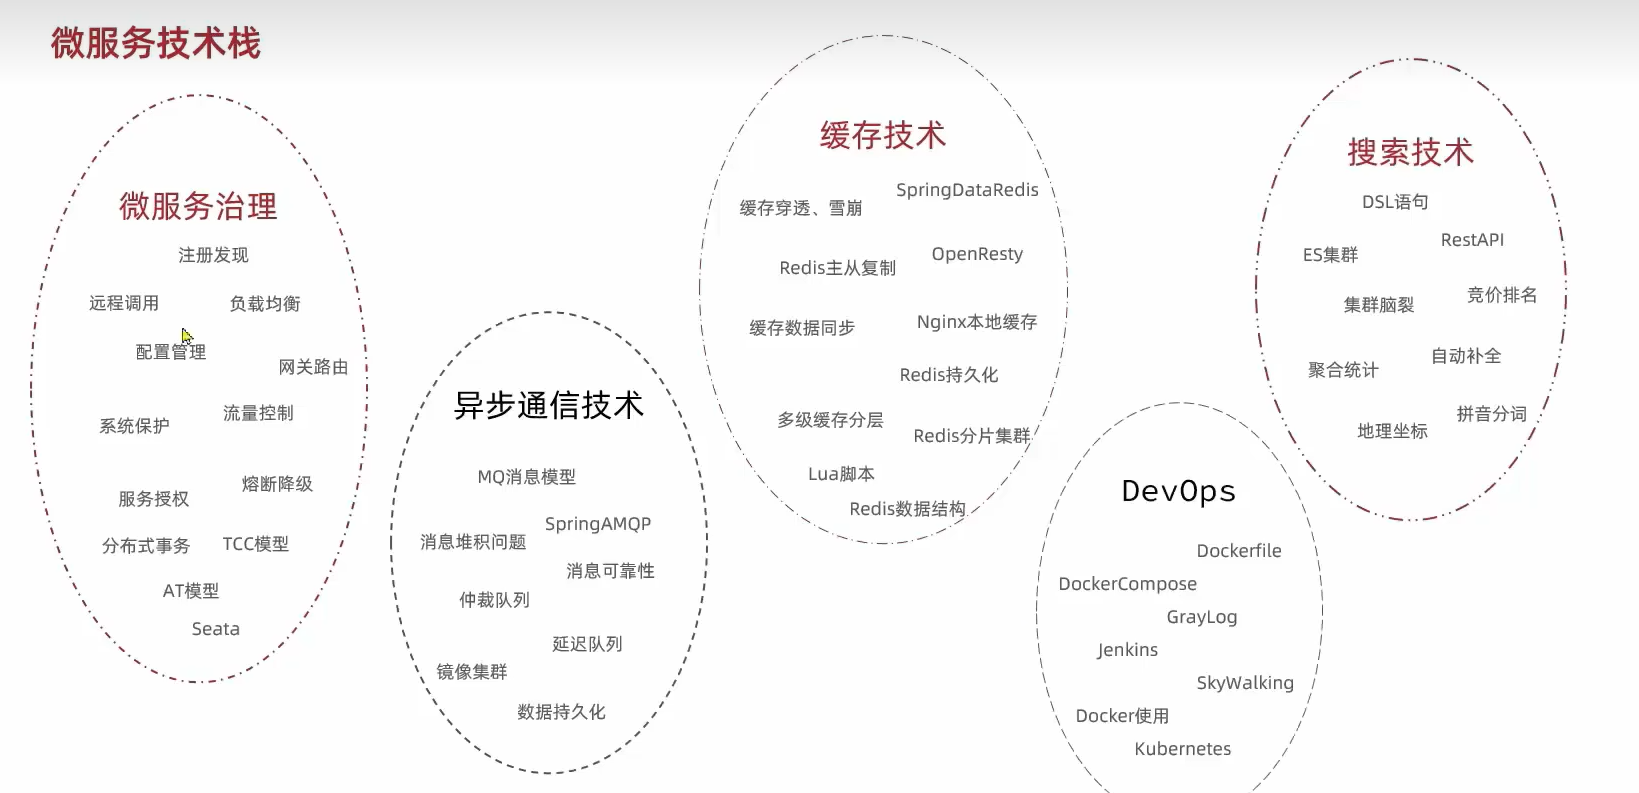 微服务技术栈
微服务治理
注册发现
远程调用
负载均衡
配置管理
网关路由
流量控制
系统保护
熔断降级
服务授权
分布式事务
TCC模型
AT模型
Seata
异步通信技术
MQ消息模型
SpringAMQP
消息堆积问题
消息可靠性
仲裁队列
延迟队列
镜像集群
数据持久化
缓存技术
SpringDataRedis
缓存穿透、雪崩
OpenResty
Redis主从复制
Nginx本地缓存
缓存数据同步
Redis持久化
多级缓存分层
Redis分片集群
Lua脚本
Redis数据结构
DevOps
Dockerfile
DockerCompose
GrayLog
Jenkins
SkyWalking
Docker使用
Kubernetes
搜索技术
DSL语句
RestAPI
ES集群
竞价排名
集群脑裂
自动补全
聚合统计
拼音分词
地理坐标